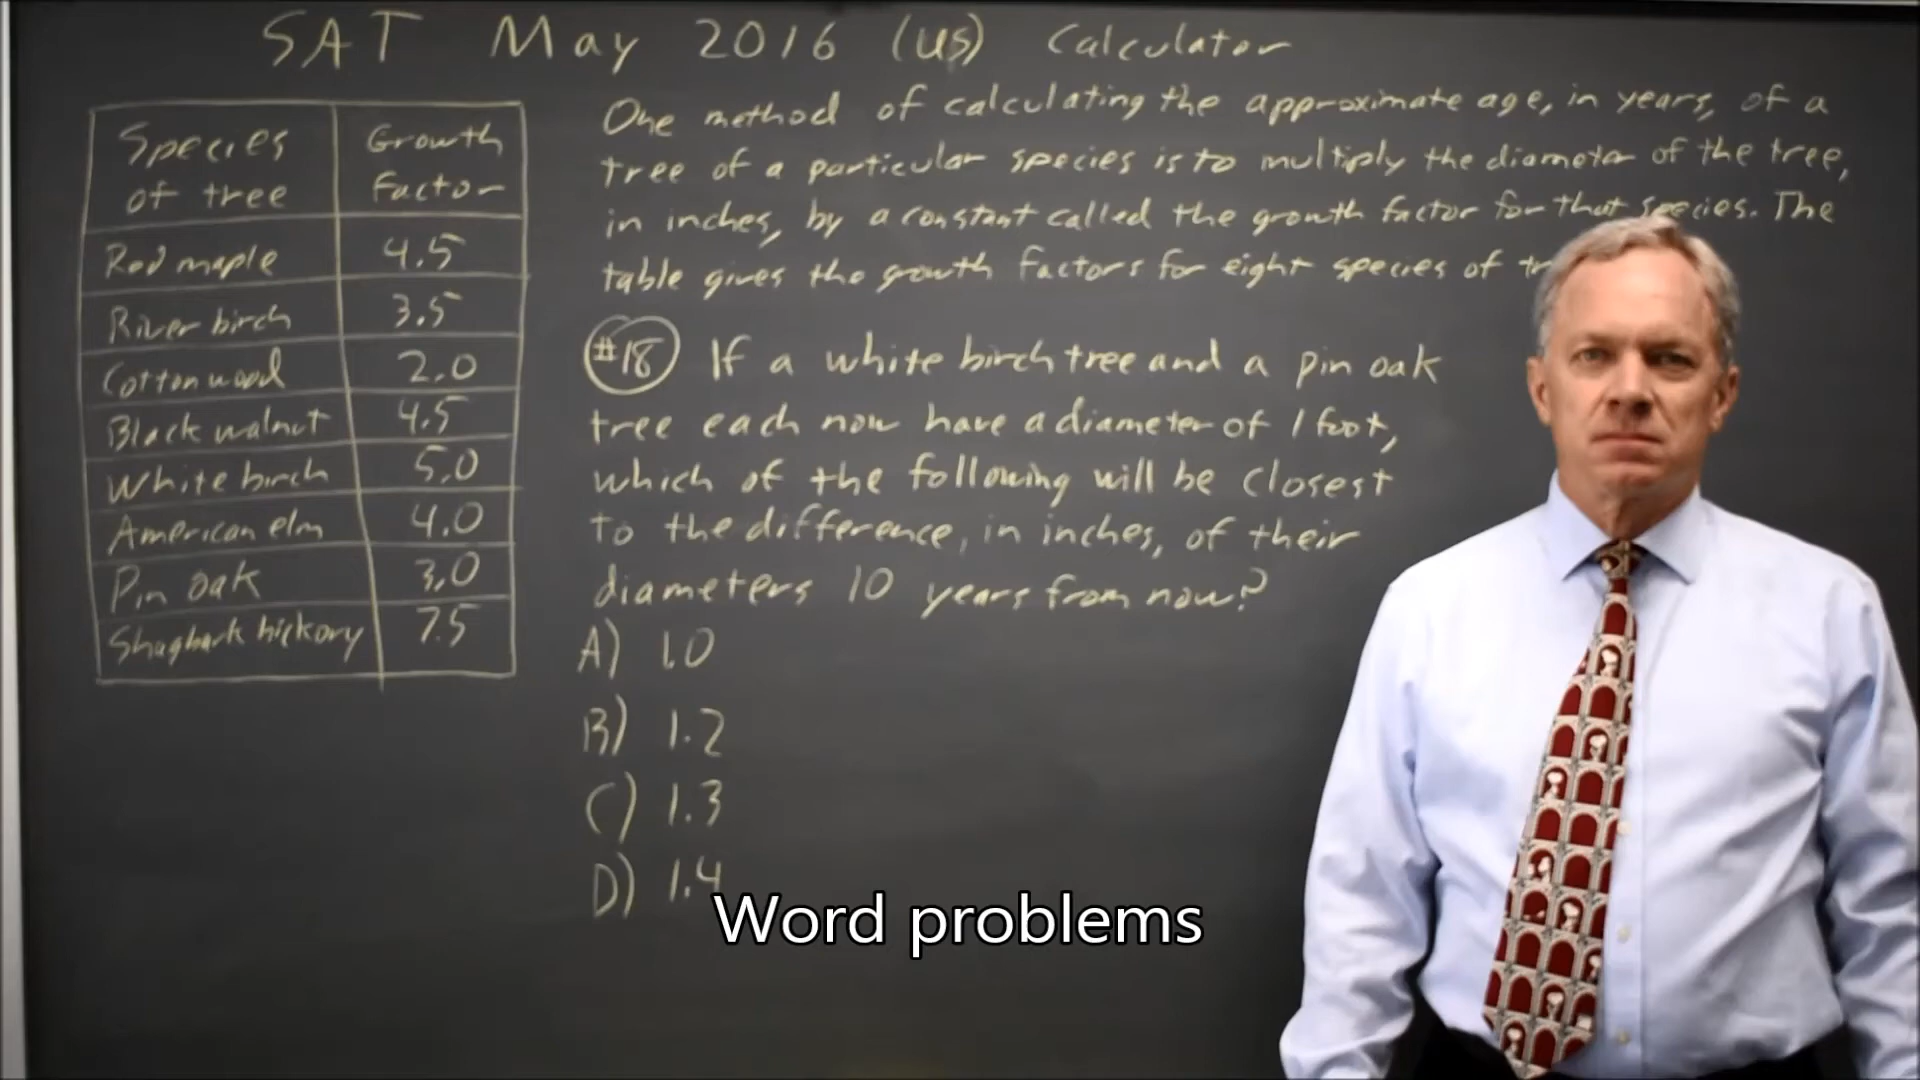 SAT May 2016 (US) Calculator
Species of tree Growth Factor
Red maple 4.5
River birch 3.5
Cottonwood 2.0
Black walnut 4.5
White birch 5.0
American elm 4.0
Pin oak 3.0
Shagbark hickory 7.5
One method of calculating the approximate age, in years, of a
tree of a particular species is to multiply the diameter of the tree,
in inches, by a constant called the growth factor for that species. The
table gives the growth factors for eight species of
#18 If a white birch tree and a pin oak
tree each now have a diameter of 1 foot,
which of the following will be closest
to the difference, in inches, of their
diameters 10 years from now?
A) 1.0
B) 1.2
C) 1.3
D) 1.4
Word problems